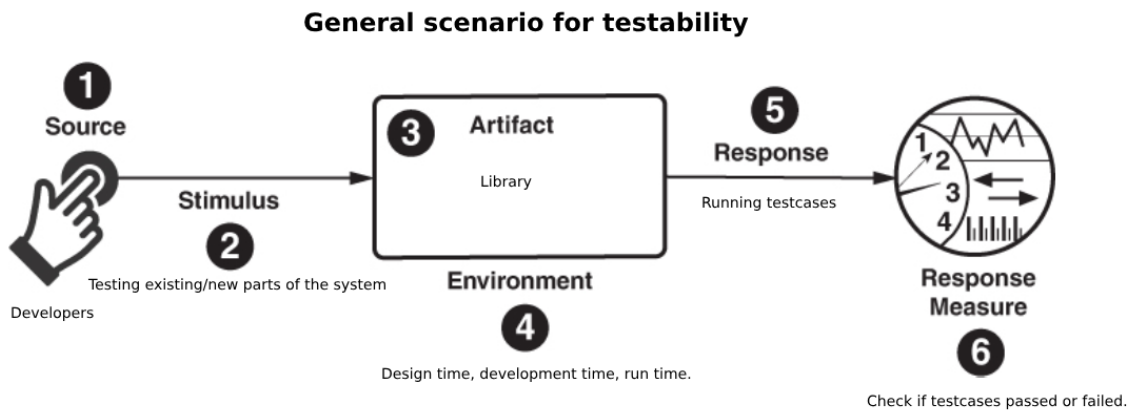 General scenario for testability
1
Source
Developers
Stimulus
2
Testing existing/new parts of the system
3
Artifact
Library
Environment
4
Design time, development time, run time.
5
Response
Running testcases
1
2
3
4
Response
Measure
6
Check if testcases passed or failed.